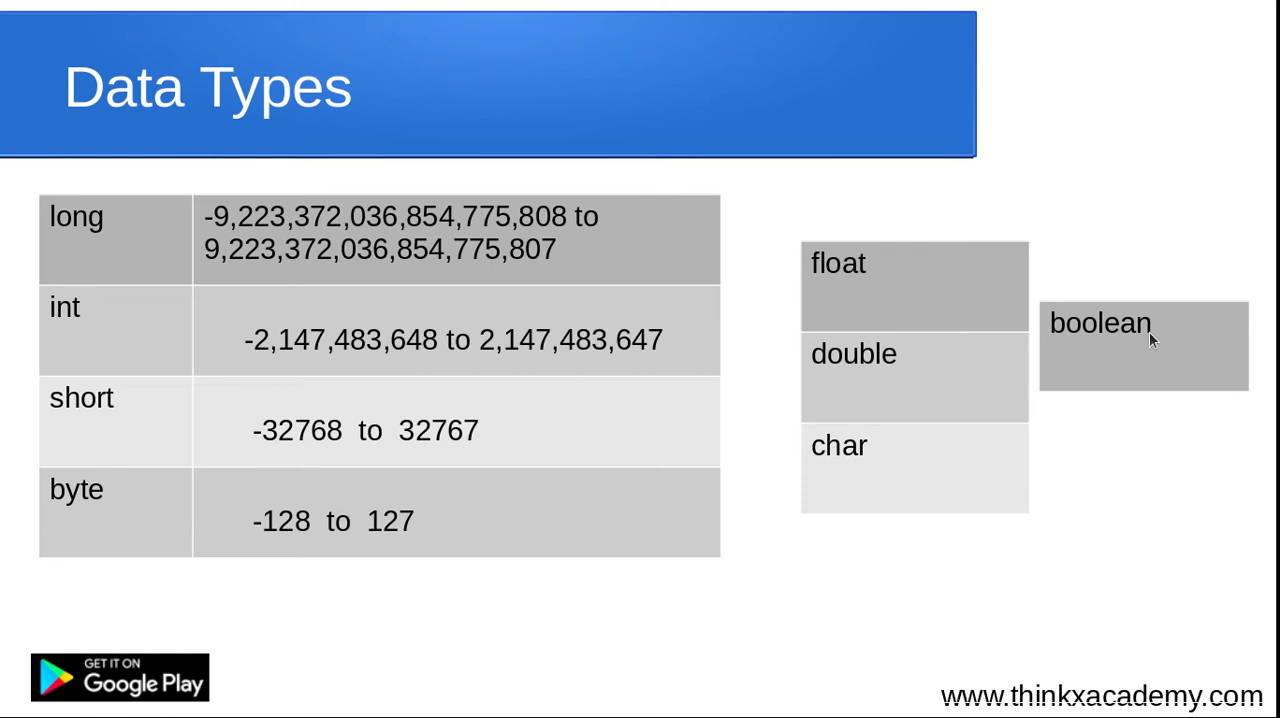 Data Types
long
-9,223,372,036,854,775,808 to
9,223,372,036,854,775,807
int
-2,147,483,648 to 2,147,483,647
short
-32768 to 32767
byte
-128 to 127
float
double
char
boolean
GET IT ON
Google Play
www.thinkxacademy.com